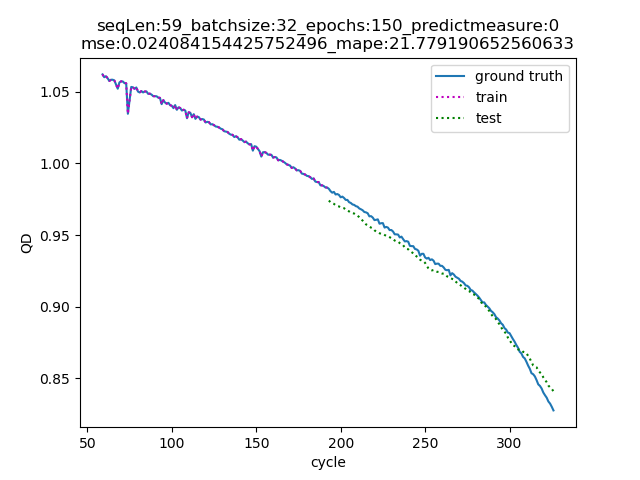 seqLen:59_batchsize:32_epochs:150_predictmeasure:0
mse:0.024084154425752496_mape:21.779190652560633
ground truth
train
test
1.05
1.00
0.95
0.90
0.85
QD
50 100 150 200 250 300
cycle